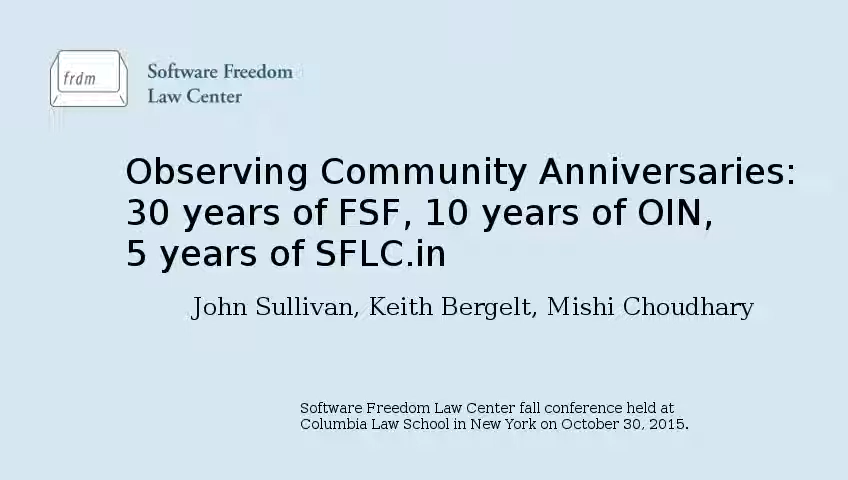 frdm
Software Freedom
Law Center
Observing Community Anniversaries:
30 years of FSF, 10 years of OIN,
5 years of SFLC.in
John Sullivan, Keith Bergelt, Mishi Choudhary
Software Freedom Law Center fall conference held at
Columbia Law School in New York on October 30, 2015.